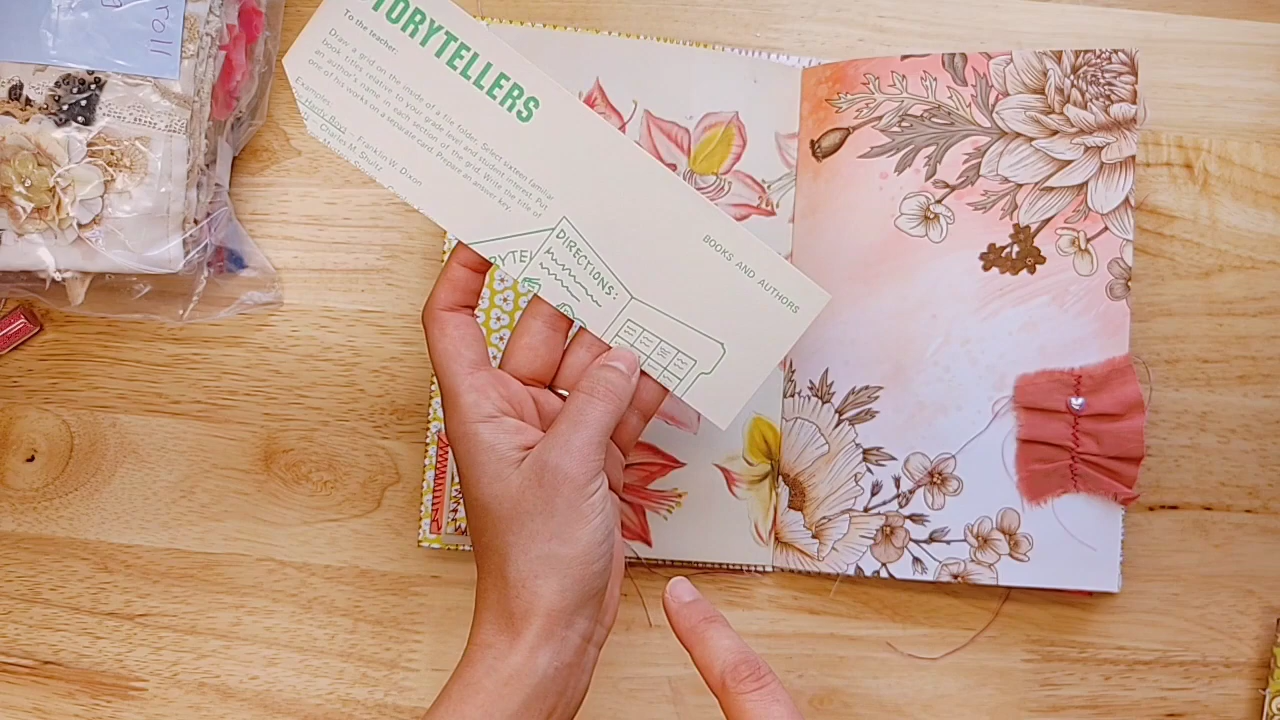 TORYTELLERS
To the teacher:
Draw a grid on the inside of a file folder. Select sixteen familiar
book titles relative to your grade level and student interest. Put
an author's name in each section of the grid. Write the title of
one of his works on a separate card. Prepare an answer key.
Examples:
Hardy Boys - Franklin W. Dixon
Charles M. Shultz
RYTEL
DIRECTIONS:
BOOKS AND AUTHORS
roll